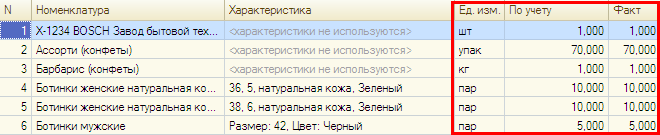 N Номенклатура Характеристика Ед. изм. По учету Факт
1 X-1234 BOSCH Завод бытовой тех... <характеристики не используются> шт 1,000 1,000
2 Ассорти (конфеты) <характеристики не используются> упак 70,000 70,000
3 Барбарис (конфеты) <характеристики не используются> кг 1,000 1,000
4 Ботинки женские натуральная ко... 36, 5, натуральная кожа, Зеленый пар 10,000 10,000
5 Ботинки женские натуральная ко... 38, 6, натуральная кожа, Зеленый пар 10,000 10,000
6 Ботинки мужские Размер: 42, Цвет: Черный пар 5,000 5,000